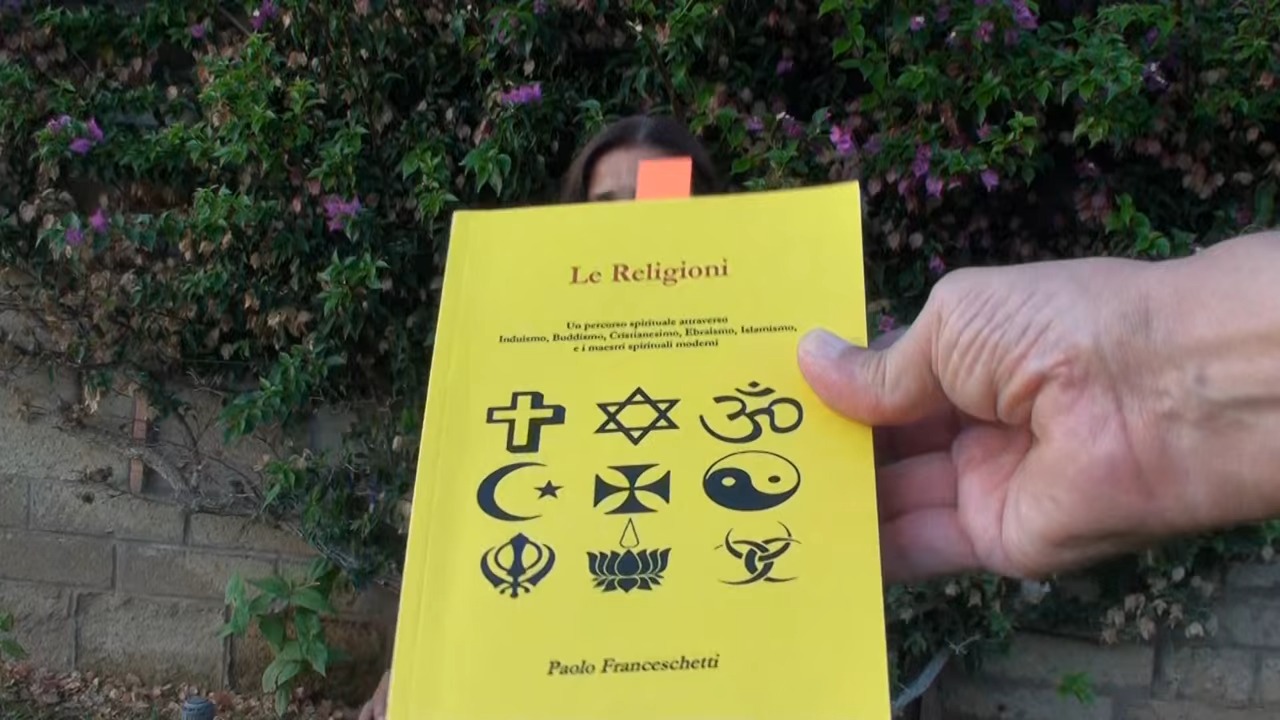 Le Religioni
Un percorso spirituale attraverso
Induismo, Buddismo, Cristianesimo, Ebraismo, Islamismo,
e i maestri spirituali moderni
Paolo Franceschetti